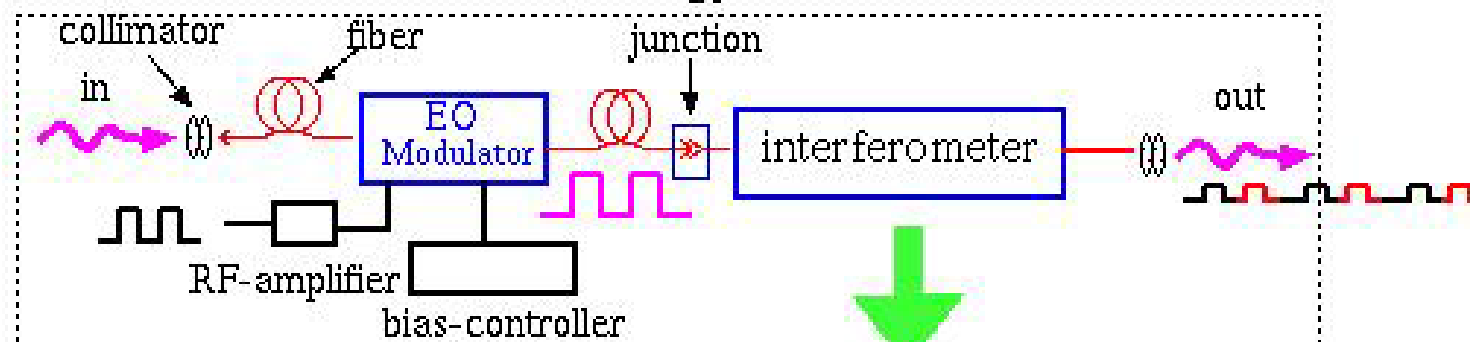 collimator
fiber
junction
in
EO
Modulator
interferometer
out
RF-amplifier
bias-controller